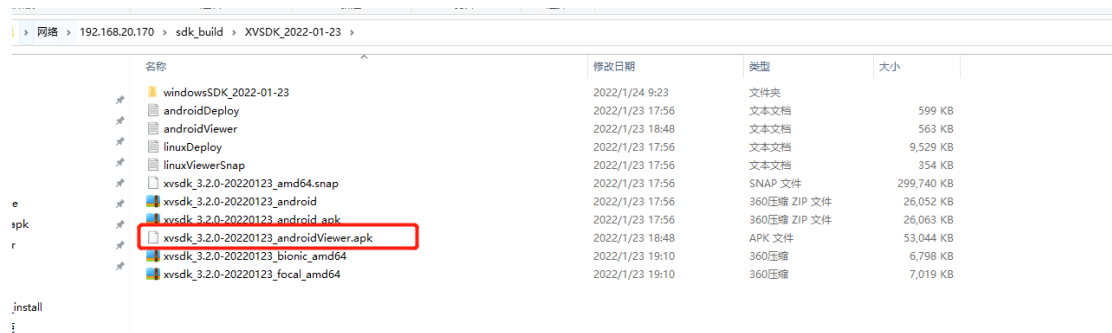 › 网络 › 192.168.20.170 › sdk_build › XVSDK_2022-01-23 ›
名称 修改日期 类型 大小
windowsSDK_2022-01-23 2022/1/24 9:23 文件夹
androidDeploy 2022/1/23 17:56 文本文档 599 KB
androidViewer 2022/1/23 18:48 文本文档 563 KB
linuxDeploy 2022/1/23 17:56 文本文档 9,529 KB
linuxViewerSnap 2022/1/23 17:56 文本文档 354 KB
xvsdk_3.2.0-20220123_amd64.snap 2022/1/23 17:56 SNAP 文件 299,740 KB
e xvsdk_3.2.0-20220123_android 2022/1/23 17:56 360压缩 ZIP 文件 26,052 KB
apk xvsdk_3.2.0-20220123_android_apk 2022/1/23 17:56 360压缩 ZIP 文件 26,063 KB
r xvsdk_3.2.0-20220123_androidViewer.apk 2022/1/23 18:48 APK 文件 53,044 KB
xvsdk_3.2.0-20220123_bionic_amd64 2022/1/23 19:10 360压缩 6,798 KB
xvsdk_3.2.0-20220123_focal_amd64 2022/1/23 19:10 360压缩 7,019 KB
_install